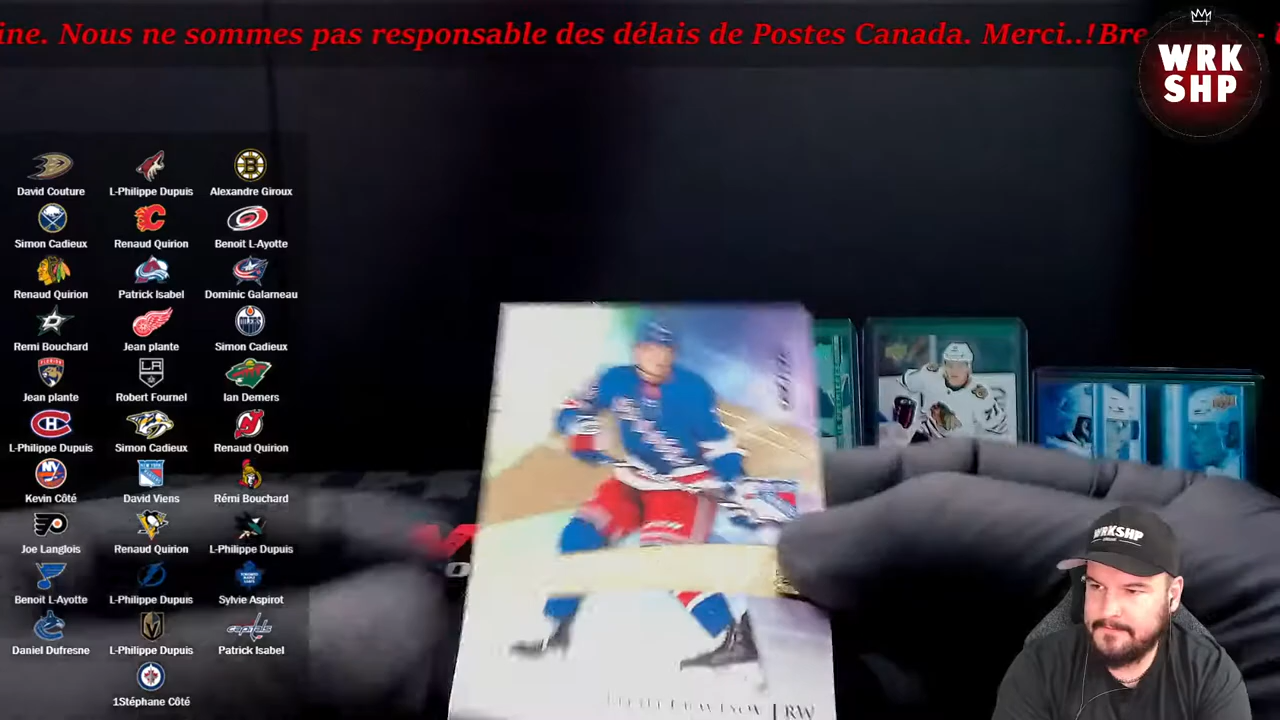 ine. Nous ne sommes pas responsable des délais de Postes Canada. Merci..!Bre
WRK
SHP
David Couture L-Philippe Dupuis Alexandre Giroux
Simon Cadieux Renaud Quirion Benoit L-Ayotte
Renaud Quirion Patrick Isabel Dominic Galarneau
Remi Bouchard Jean plante Simon Cadieux
Jean plante Robert Fournel Ian Demers
L-Philippe Dupuis Simon Cadieux Renaud Quirion
Kevin Côté David Viens Rémi Bouchard
Joe Langlois Renaud Quirion L-Philippe Dupuis
Benoit L-Ayotte L-Philippe Dupuis Sylvie Aspirot
Daniel Dufresne L-Philippe Dupuis Patrick Isabel
1Stéphane Côté
RW
WRKSHP